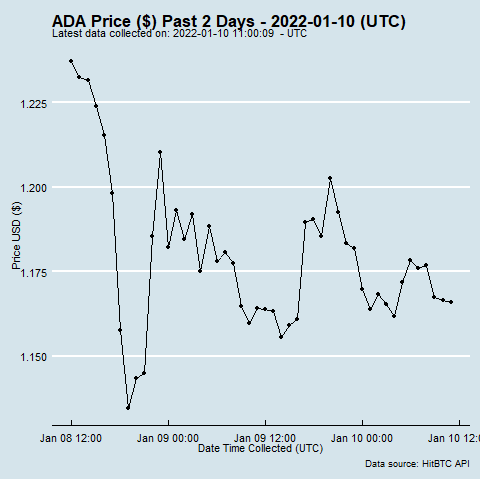 ADA Price ($) Past 2 Days - 2022-01-10 (UTC)
Latest data collected on: 2022-01-10 11:00:09 - UTC
Price USD ($)
1.225
1.200
1.175
1.150
Jan 08 12:00 Jan 09 00:00 Jan 09 12:00 Jan 10 00:00 Jan 10 12:
Date Time Collected (UTC)
Data source: HitBTC API